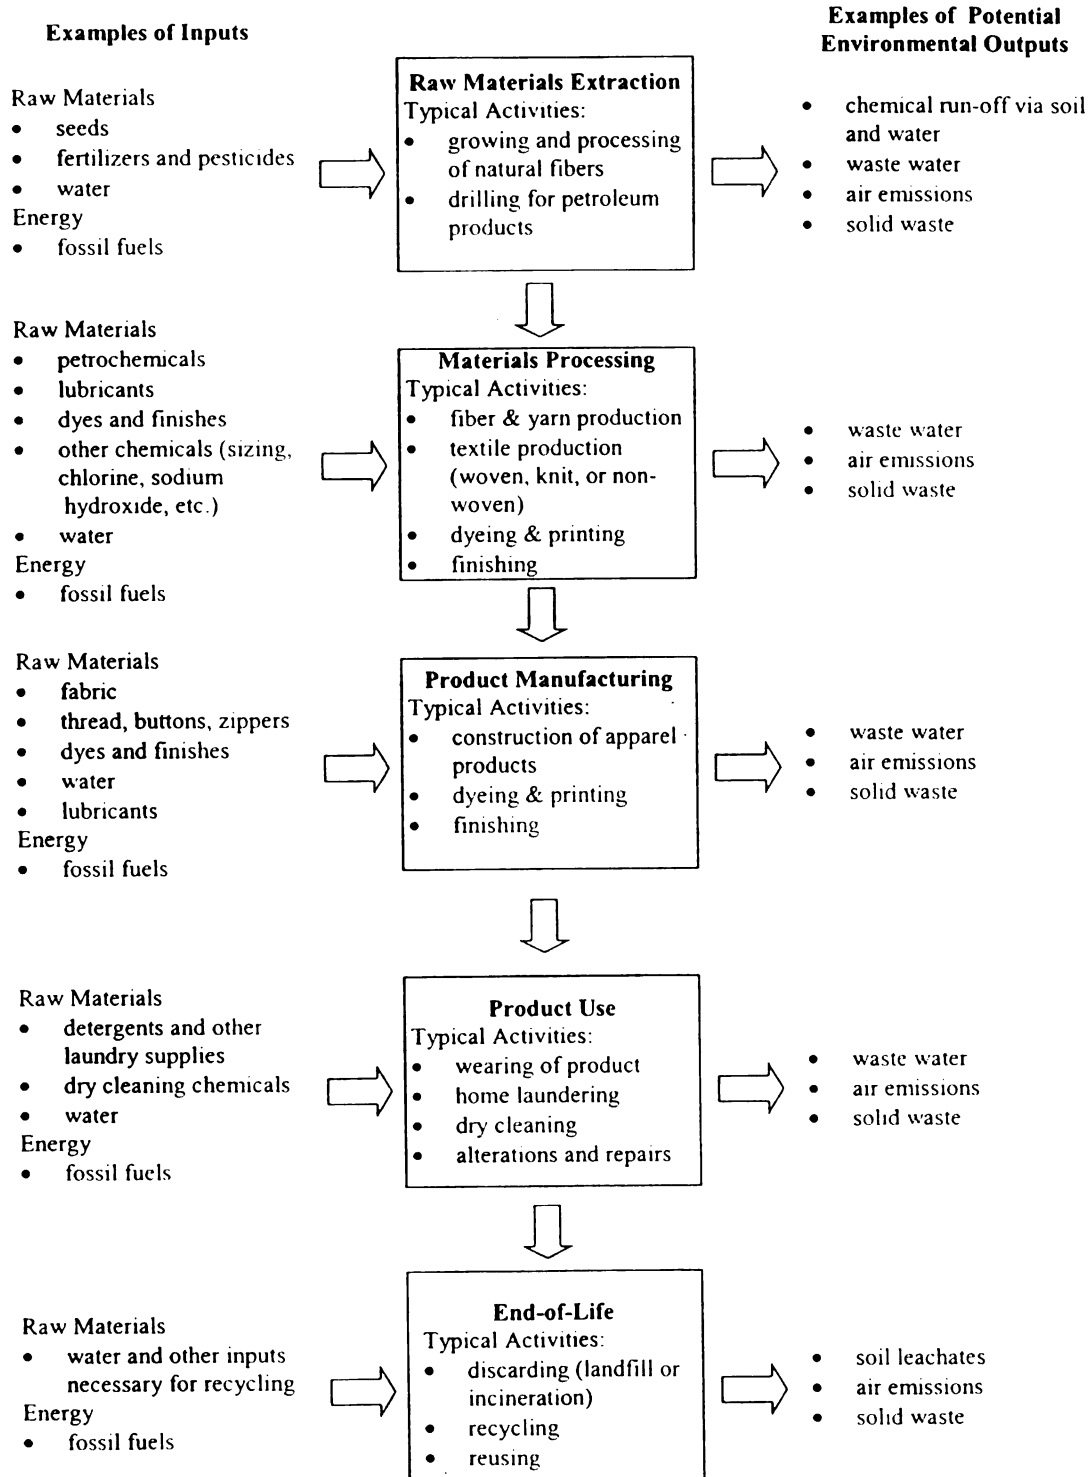 Examples of Inputs
Examples of Potential
Environmental Outputs
Raw Materials
• seeds
• fertilizers and pesticides
• water
Energy
• fossil fuels
Raw Materials Extraction
Typical Activities:
• growing and processing
of natural fibers
• drilling for petroleum
products
• chemical run-off via soil
and water
• waste water
• air emissions
• solid waste
Raw Materials
• petrochemicals
• lubricants
• dyes and finishes
• other chemicals (sizing,
chlorine, sodium
hydroxide, etc.)
• water
Energy
• fossil fuels
Materials Processing
Typical Activities:
• fiber & yarn production
• textile production
(woven, knit, or non-
woven)
• dyeing & printing
• finishing
• waste water
• air emissions
• solid waste
Raw Materials
• fabric
• thread, buttons, zippers
• dyes and finishes
• water
• lubricants
Energy
• fossil fuels
Product Manufacturing
Typical Activities:
• construction of apparel
products
• dyeing & printing
• finishing
• waste water
• air emissions
• solid waste
Raw Materials
• detergents and other
laundry supplies
• dry cleaning chemicals
• water
Energy
• fossil fuels
Product Use
Typical Activities:
• wearing of product
• home laundering
• dry cleaning
• alterations and repairs
• waste water
• air emissions
• solid waste
Raw Materials
• water and other inputs
necessary for recycling
Energy
• fossil fuels
End-of-Life
Typical Activities:
• discarding (landfill or
incineration)
• recycling
• reusing
• soil leachates
• air emissions
• solid waste